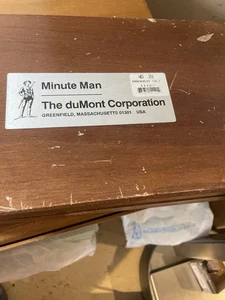 Minute Man
The duMont Corporation
GREENFIELD, MASSACHUSETTS 01301 USA